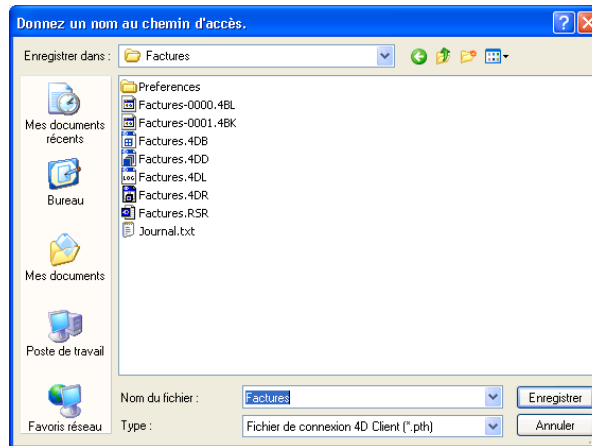 Donnez un nom au chemin d'accès.
Enregistrer dans :
Factures
Mes documents
récents
Bureau
Mes documents
Poste de travail
Favoris réseau
Preferences
Factures-0000.4BL
Factures-0001.4BK
Factures.4DB
Factures.4DD
Factures.4DL
Factures.4DR
Factures.RSR
Journal.txt
Nom du fichier :
Factures
Enregistrer
Type :
Fichier de connexion 4D Client (*.pth)
Annuler